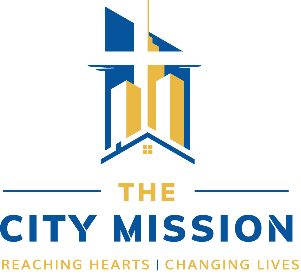 THE
CITY MISSION
REACHING HEARTS | CHANGING LIVES